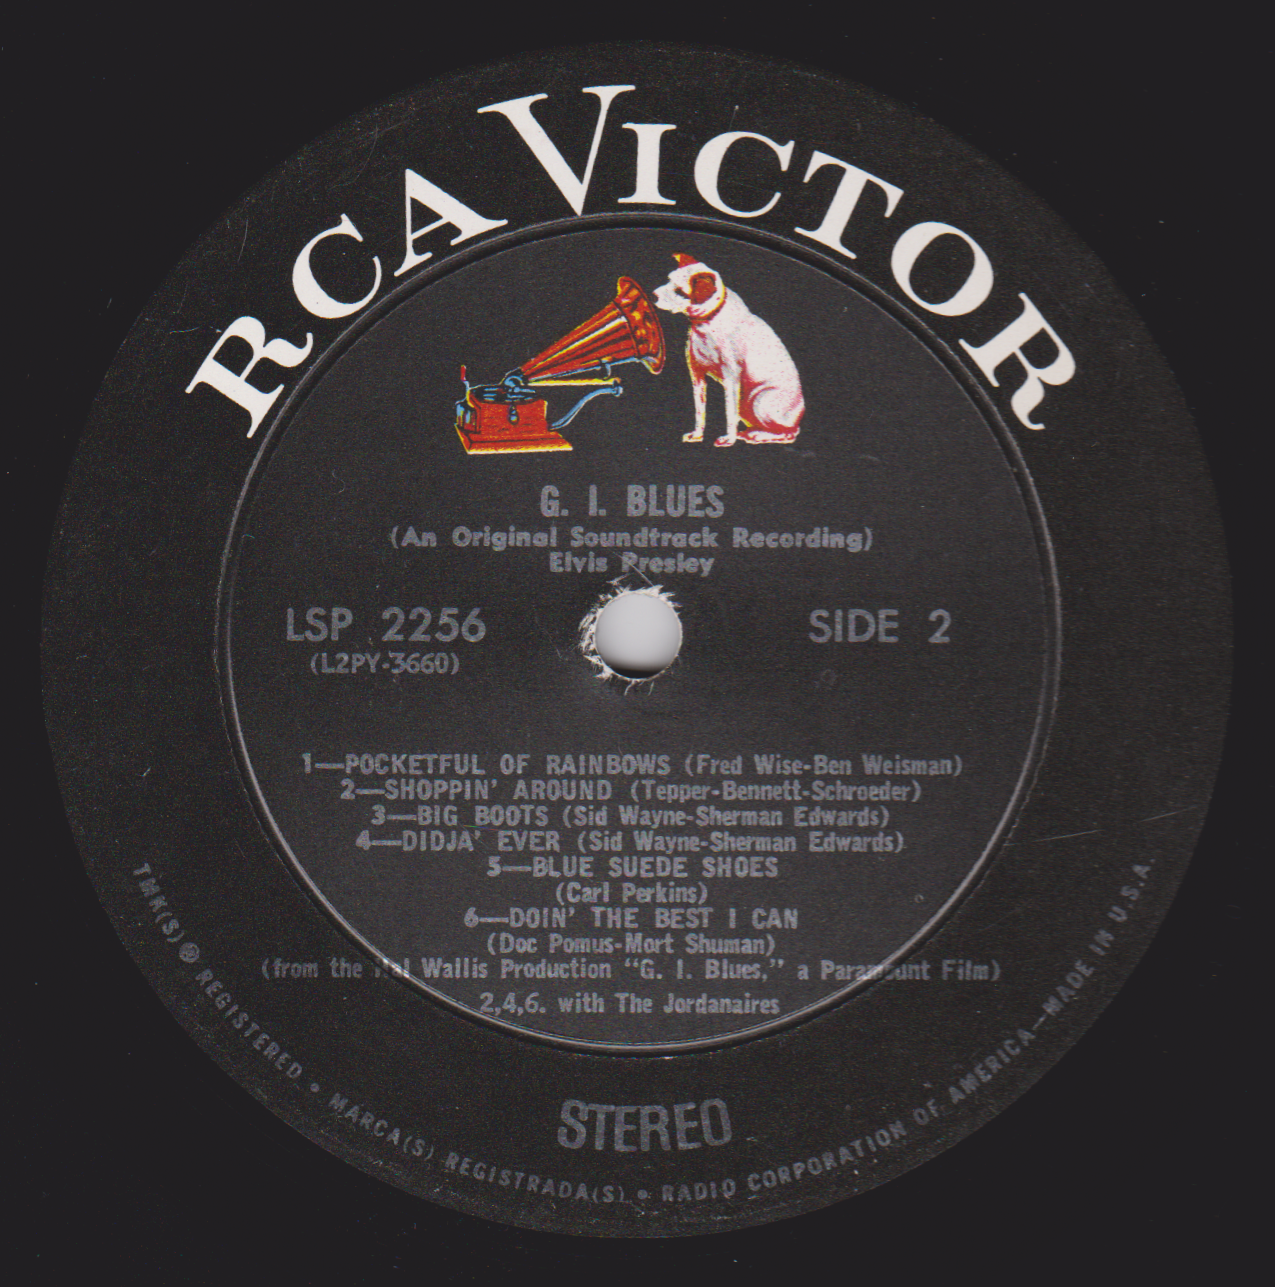 RCA VICTOR
G. I. BLUES
(An Original Soundtrack Recording)
Elvis Presley
LSP 2256
(L2PY-3660)
SIDE 2
1—POCKETFUL OF RAINBOWS (Fred Wise-Ben Weisman)
2—SHOPPIN' AROUND (Tepper-Bennett-Schroeder)
3—BIG BOOTS (Sid Wayne-Sherman Edwards)
4—DIDJA' EVER (Sid Wayne-Sherman Edwards)
5—BLUE SUEDE SHOES
(Carl Perkins)
6—DOIN' THE BEST I CAN
(Doc Pomus-Mort Shuman)
(from the Hal Wallis Production "G. I. Blues," a Paramount Film)
2,4,6. with The Jordanaires
STEREO
TMK(S) ® REGISTERED • MARCA(S) REGISTRADA(S) • RADIO CORPORATION OF AMERICA—MADE IN U.S.A.